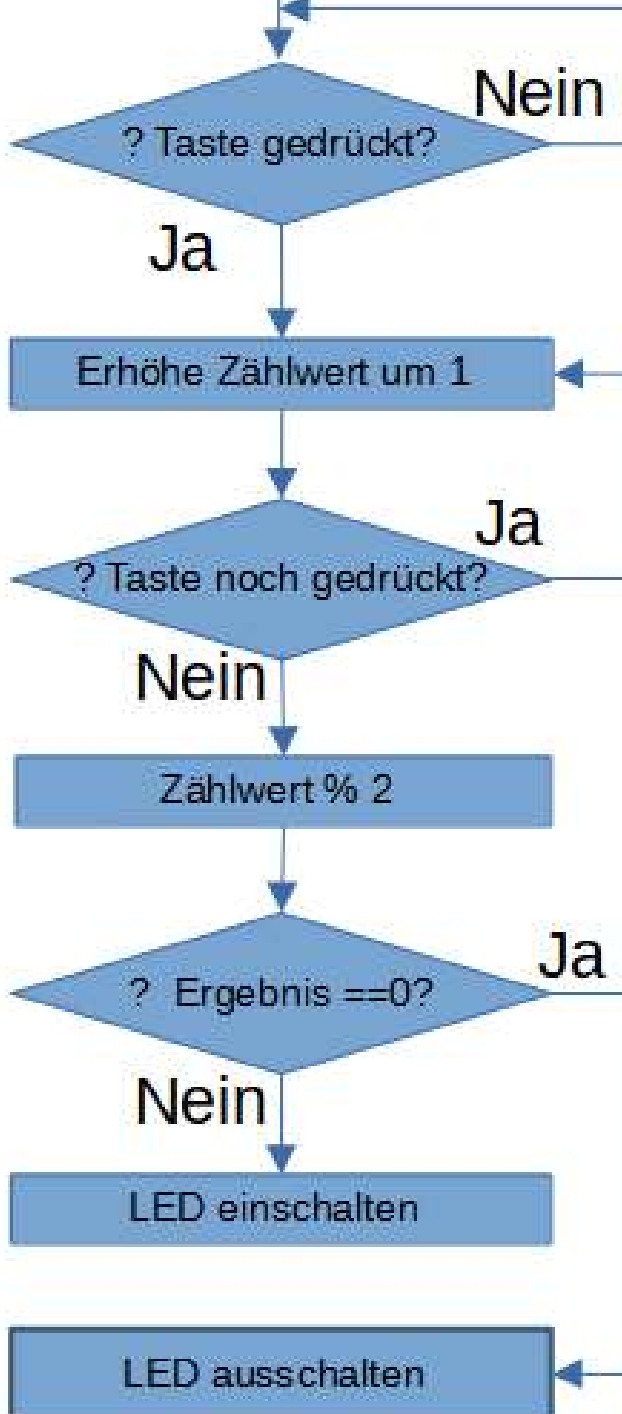 Nein
? Taste gedrückt?
Ja
Erhöhe Zählwert um 1
Ja
? Taste noch gedrückt?
Nein
Zählwert % 2
Ja
? Ergebnis ==0?
Nein
LED einschalten
LED ausschalten